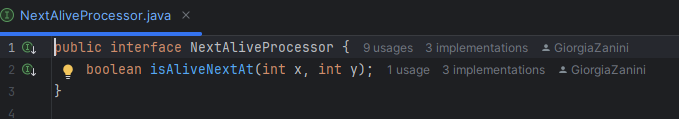 NextAliveProcessor.java ×
1 public interface NextAliveProcessor { 9 usages 3 implementations GiorgiaZanini
2 boolean isAliveNextAt(int x, int y); 1 usage 3 implementations GiorgiaZanini
3 }
4